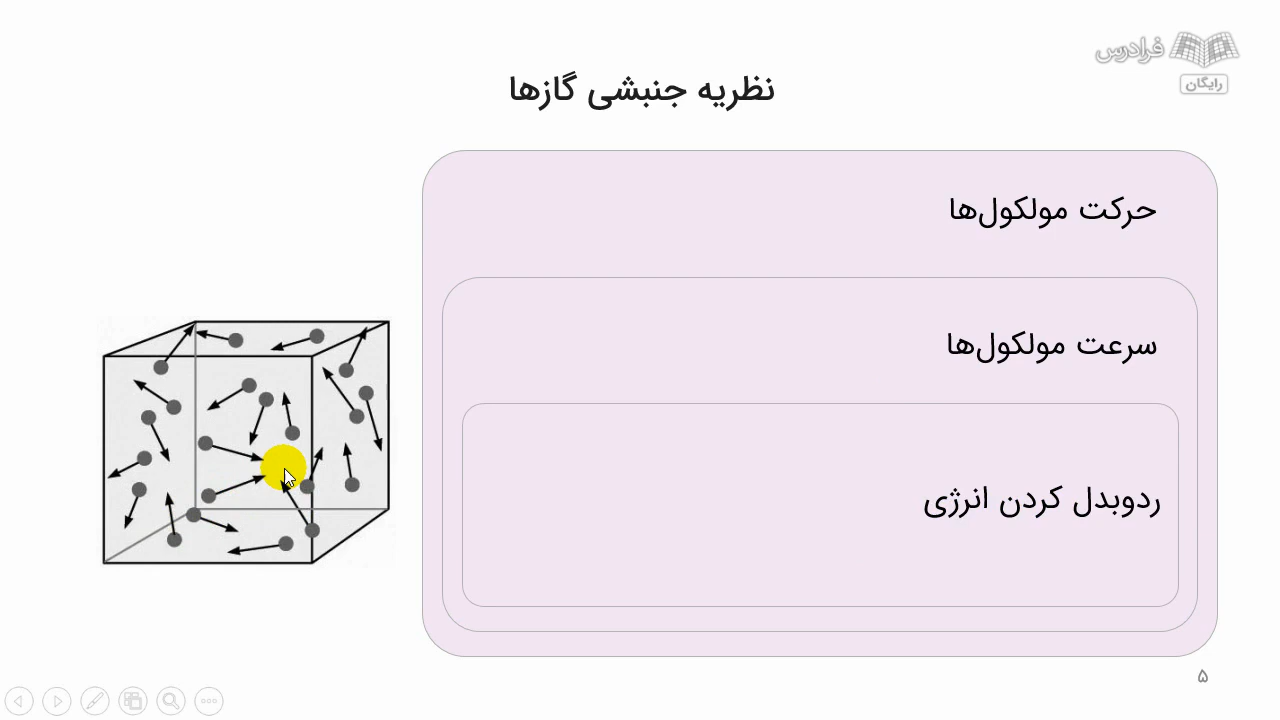 فرادرس
رایگان
نظریه جنبشی گازها
حرکت مولکول‌ها
سرعت مولکول‌ها
ردوبدل کردن انرژی
۵